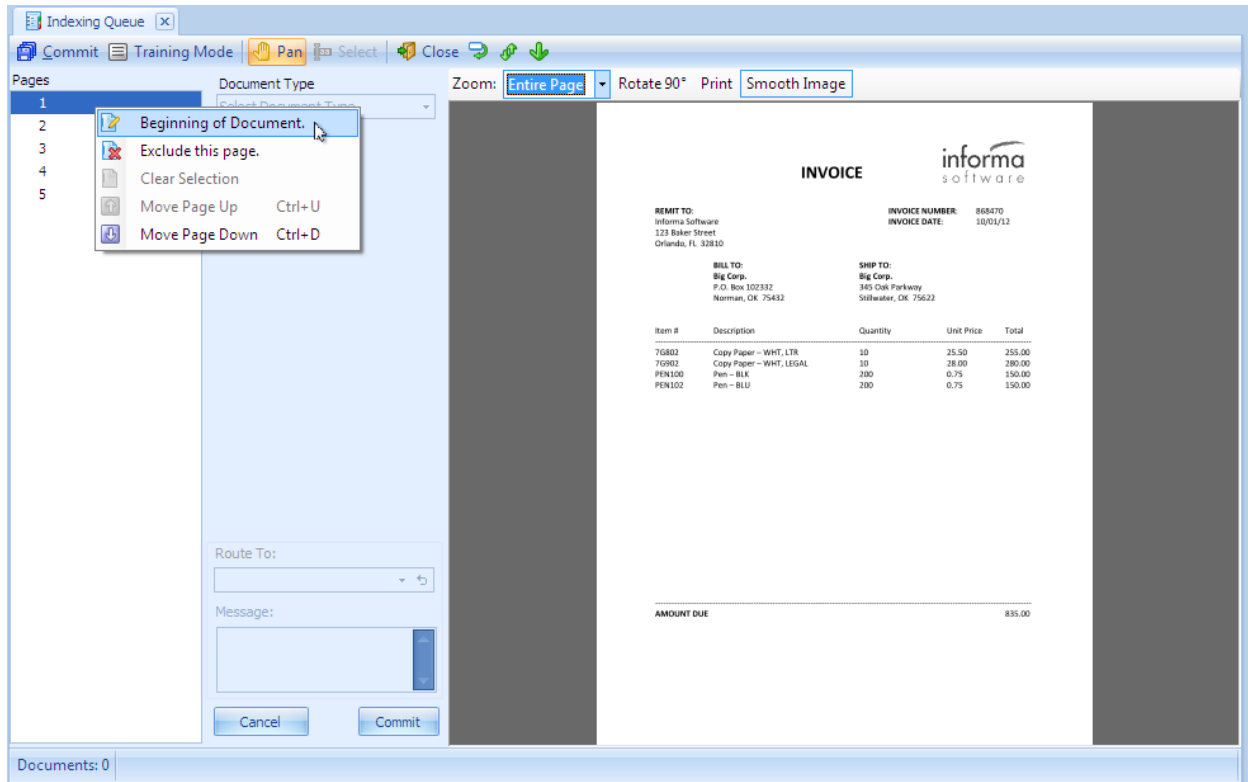 Indexing Queue
Commit Training Mode Pan Select Close
Pages
Document Type
Zoom: Entire Page Rotate 90° Print Smooth Image
1
2
3
4
5
Select Document Type
Beginning of Document.
Exclude this page.
Clear Selection
Move Page Up Ctrl+U
Move Page Down Ctrl+D
informa
software
INVOICE
REMIT TO:
Informa Software
123 Baker Street
Orlando, FL 32810
INVOICE NUMBER: 868470
INVOICE DATE: 10/01/12
BILL TO:
Big Corp.
P.O. Box 102332
Norman, OK 75432
SHIP TO:
Big Corp.
345 Oak Parkway
Stillwater, OK 75622
Item # Description Quantity Unit Price Total
7G802 Copy Paper – WHT, LTR 10 25.50 255.00
7G902 Copy Paper – WHT, LEGAL 10 28.00 280.00
PEN100 Pen – BLK 200 0.75 150.00
PEN102 Pen – BLU 200 0.75 150.00
AMOUNT DUE 835.00
Route To:
Message:
Cancel Commit
Documents: 0